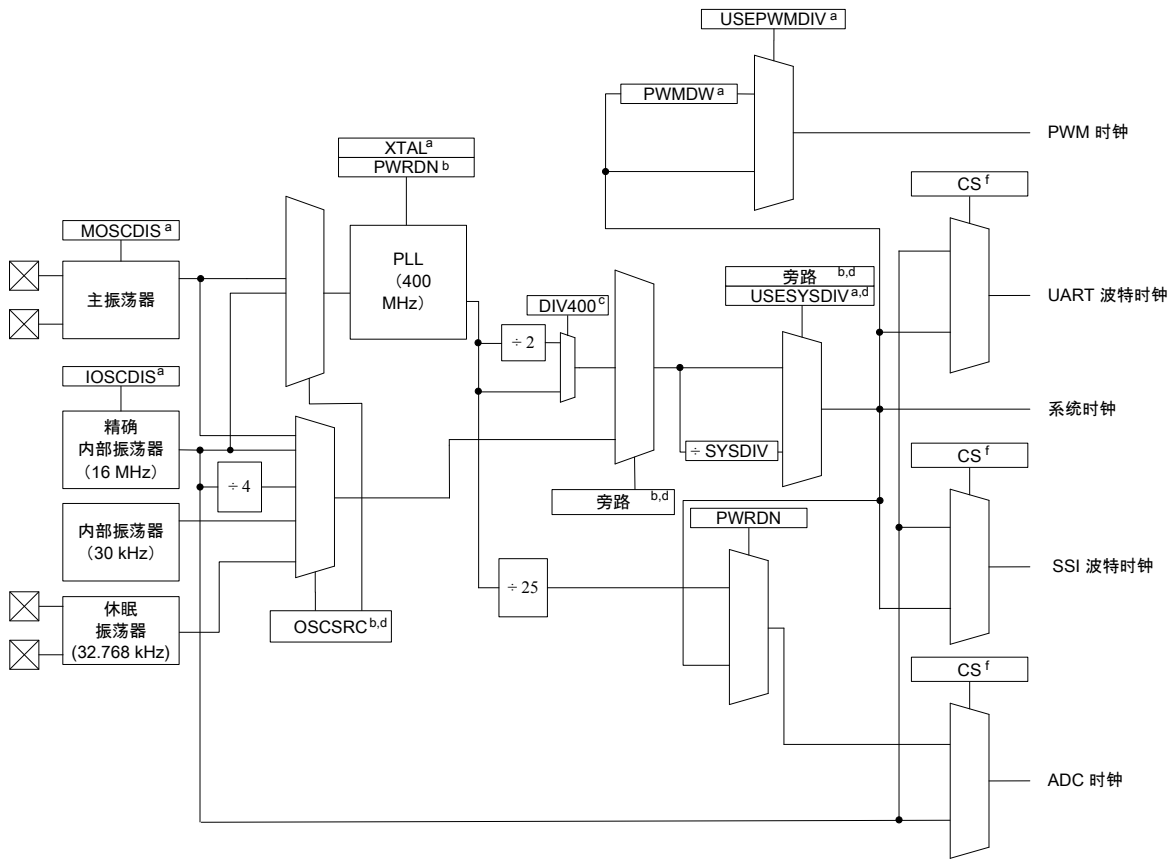 USEPWMDIV a
PWMDW a
PWM 时钟
XTAL a
PWRDN b
CS f
MOSCDIS a
主振荡器
PLL
（400
MHz）
旁路 b,d
USESYSDIV a,d
UART 波特时钟
DIV400 c
÷ 2
IOSCDIS a
精确
内部振荡器
（16 MHz）
系统时钟
÷ SYSDIV
CS f
÷ 4
旁路 b,d
PWRDN
内部振荡器
（30 kHz）
SSI 波特时钟
÷ 25
休眠
振荡器
(32.768 kHz)
OSCSRC b,d
CS f
ADC 时钟